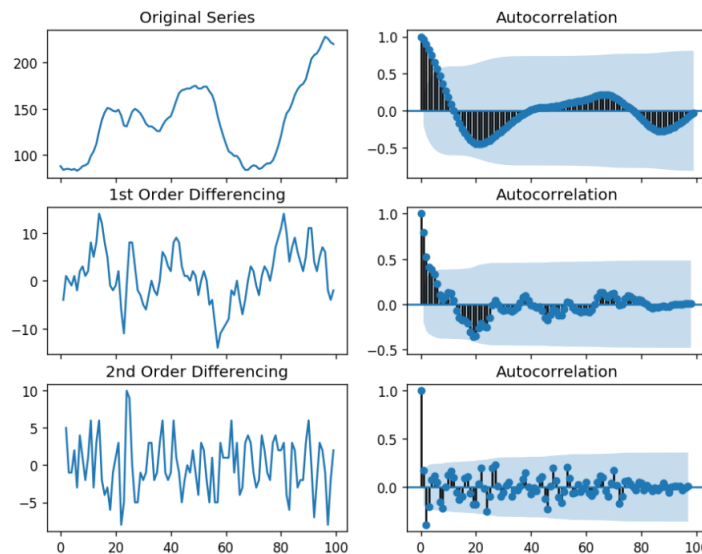 Original Series
Autocorrelation
200
150
100
1.0
0.5
0.0
−0.5
1st Order Differencing
Autocorrelation
10
0
−10
1.0
0.5
0.0
−0.5
2nd Order Differencing
Autocorrelation
10
5
0
−5
1.0
0.5
0.0
0 20 40 60 80 100
0 20 40 60 80 100